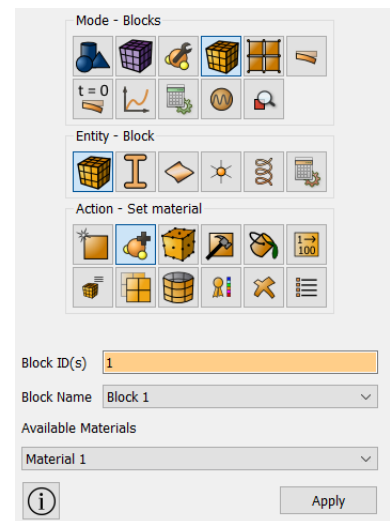 Mode - Blocks
t = 0
Entity - Block
Action - Set material
1→
100
Block ID(s) 1
Block Name Block 1
Available Materials
Material 1
i Apply